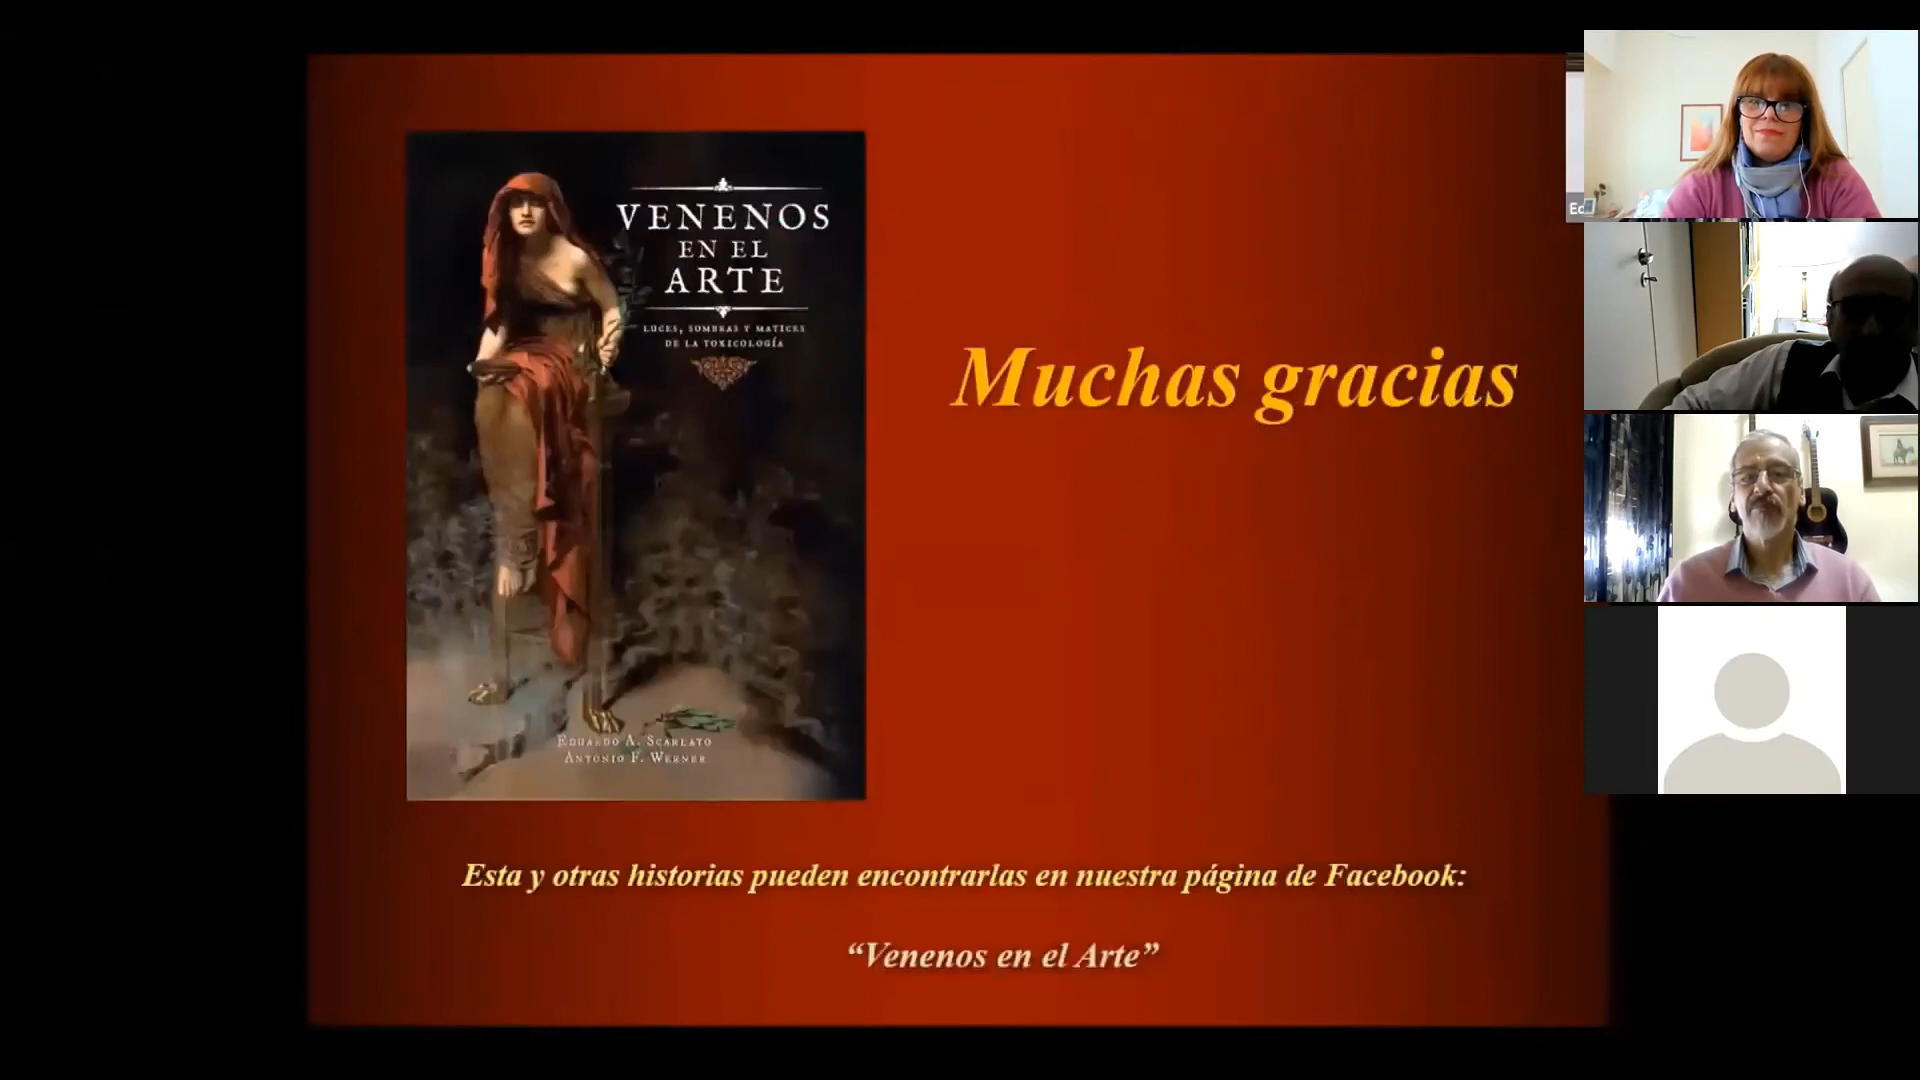 VENENOS
EN EL
ARTE
LUCES, SOMBRAS Y MATICES
DE LA TOXICOLOGÍA
EDUARDO A. SCARLATO
ANTONIO F. WERNER
Muchas gracias
Esta y otras historias pueden encontrarlas en nuestra página de Facebook:
“Venenos en el Arte”